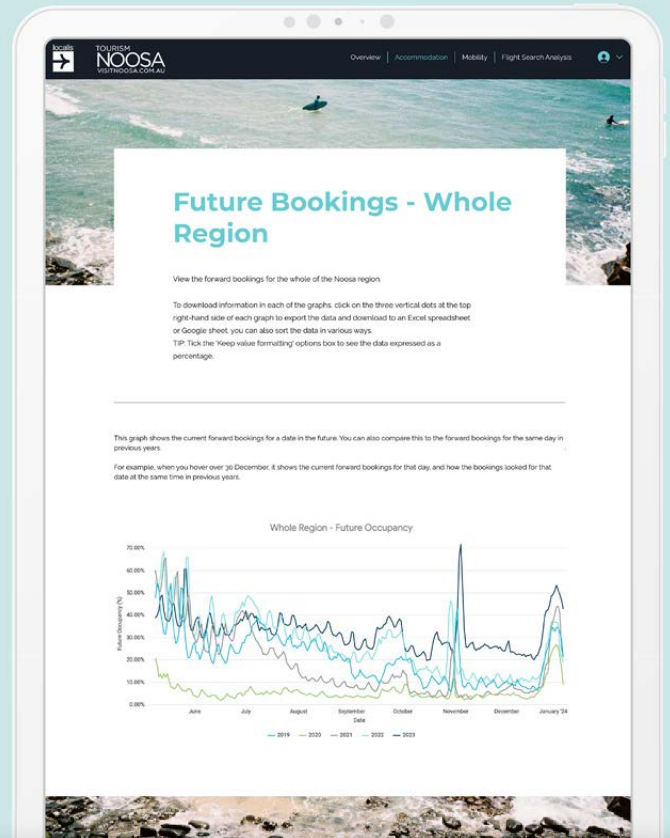 localis
TOURISM
NOOSA
VISITNOOSA.COM.AU
Overview
Accommodation
Mobility
Flight Search Analysis
Future Bookings - Whole
Region
View the forward bookings for the whole of the Noosa region.
To download information in each of the graphs, click on the three vertical dots at the top
right-hand side of each graph to export the data and download to an Excel spreadsheet
or Google sheet, you can also sort the data in various ways.
TIP: Tick the 'Keep value formatting' options box to see the data expressed as a
percentage.
This graph shows the current forward bookings for a date in the future. You can also compare this to the forward bookings for the same day in
previous years.
For example, when you hover over 30 December, it shows the current forward bookings for that day, and how the bookings looked for that
date at the same time in previous years.
Whole Region - Future Occupancy
Future Occupancy (%)
70.00%
60.00%
50.00%
40.00%
30.00%
20.00%
10.00%
0.00%
June
July
August
September
October
November
December
January '24
Date
2019
2020
2021
2022
2023